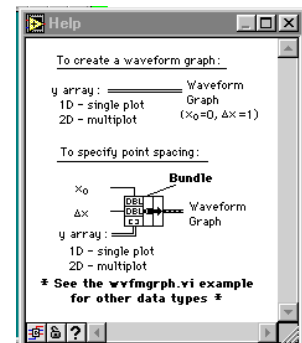 Help
To create a waveform graph:
y array: Waveform
1D - single plot Graph
2D - multiplot (x₀=0, Δx=1)
To specify point spacing:
Bundle
x₀
DBL
Δx DBL Waveform
[ ] Graph
y array:
1D - single plot
2D - multiplot
* See the wvfmgrph.vi example
for other data types *
?